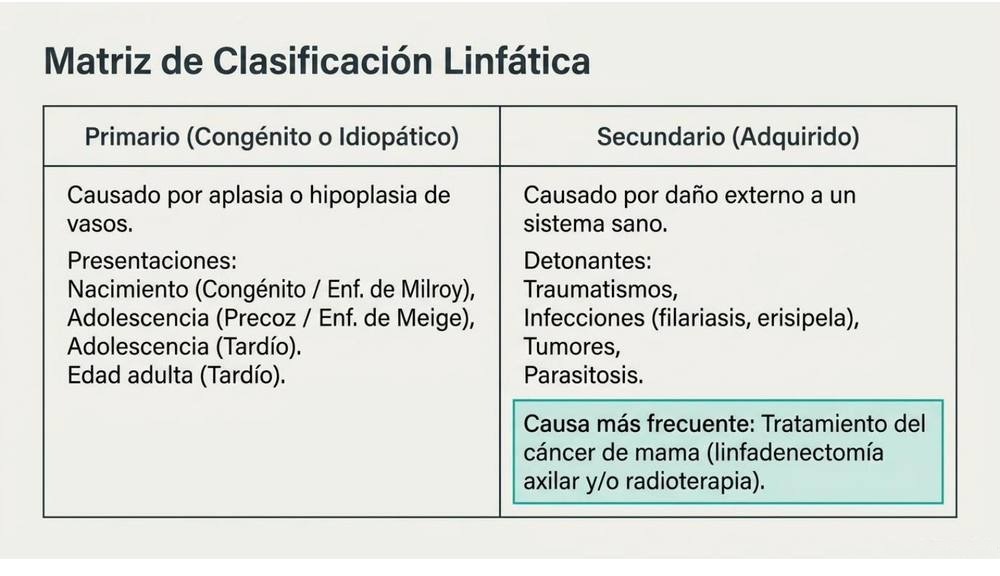 Matriz de Clasificación Linfática
Primario (Congénito o Idiopático)
Causado por aplasia o hipoplasia de
vasos.
Presentaciones:
Nacimiento (Congénito / Enf. de Milroy),
Adolescencia (Precoz / Enf. de Meige),
Adolescencia (Tardío).
Edad adulta (Tardío).
Secundario (Adquirido)
Causado por daño externo a un
sistema sano.
Detonantes:
Traumatismos,
Infecciones (filariasis, erisipela),
Tumores,
Parasitosis.
Causa más frecuente: Tratamiento del
cáncer de mama (linfadenectomía
axilar y/o radioterapia).